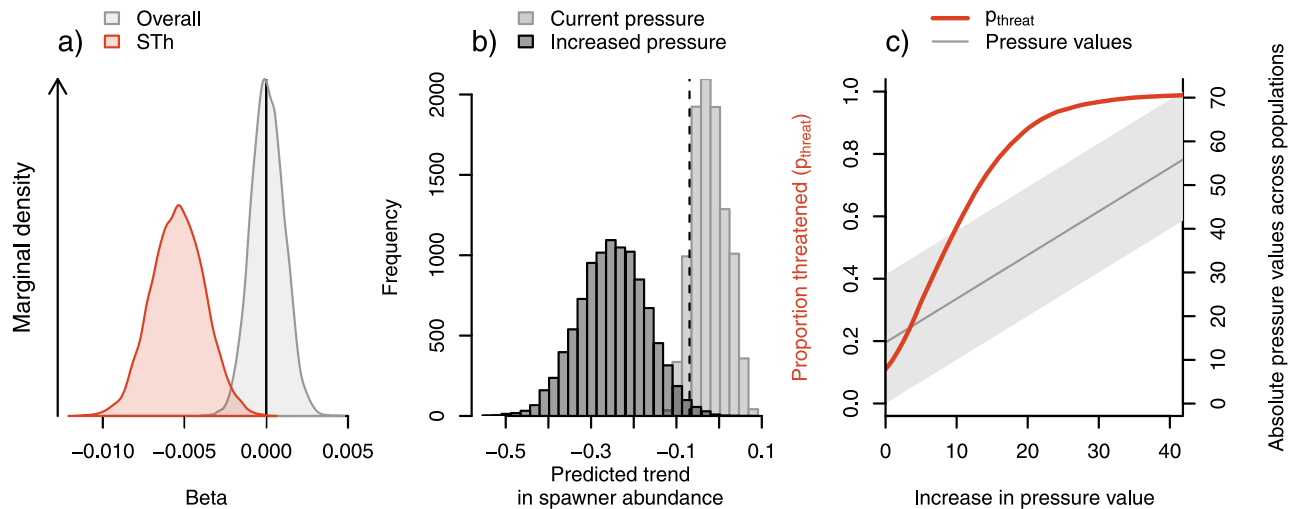 a)
Overall
STh
Marginal density
−0.010
−0.005
0.000
0.005
Beta
b)
Current pressure
Increased pressure
Frequency
0
500
1000
1500
2000
−0.5
−0.3
−0.1
0.1
Predicted trend
in spawner abundance
c)
pthreat
Pressure values
Proportion threatened (pthreat)
0.0
0.2
0.4
0.6
0.8
1.0
0
10
20
30
40
Increase in pressure value
0
10
20
30
40
50
60
70
Absolute pressure values across populations